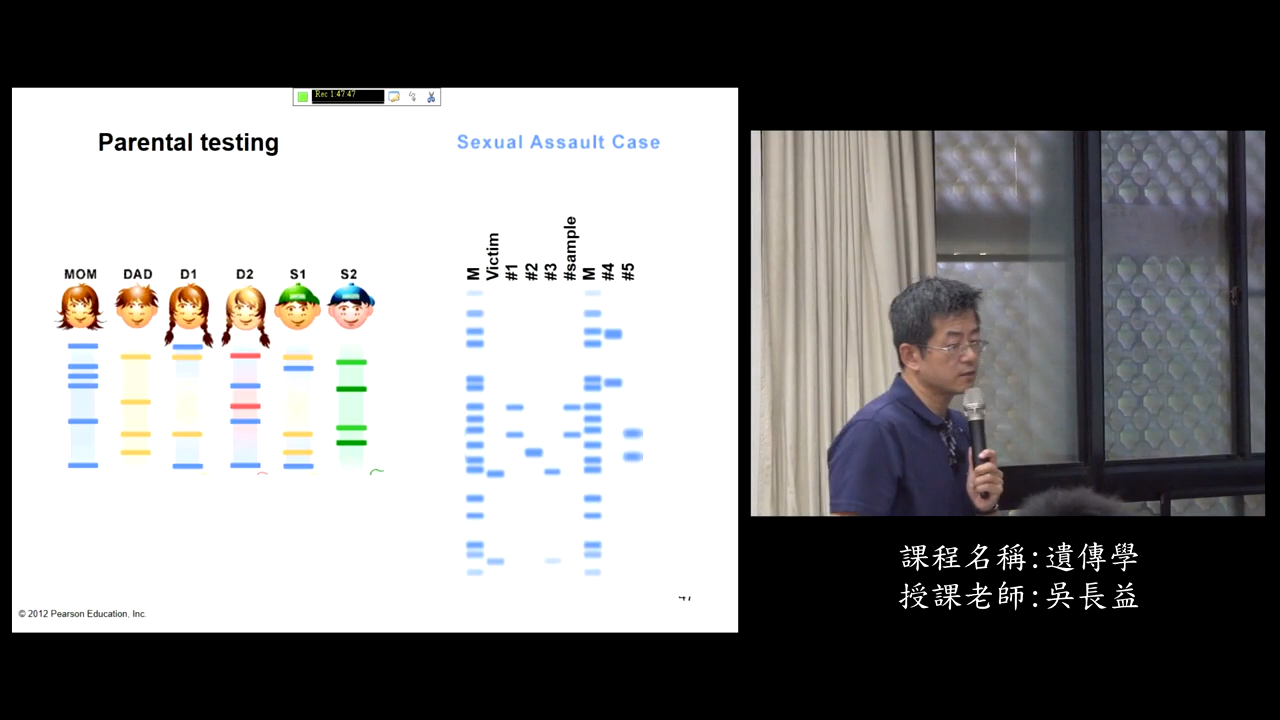 Rec 1:47:47
Parental testing
Sexual Assault Case
MOM DAD D1 D2 S1 S2
M Victim #1 #2 #3 #sample M #4 #5
© 2012 Pearson Education, Inc.
47
課程名稱:遺傳學
授課老師:吳長益